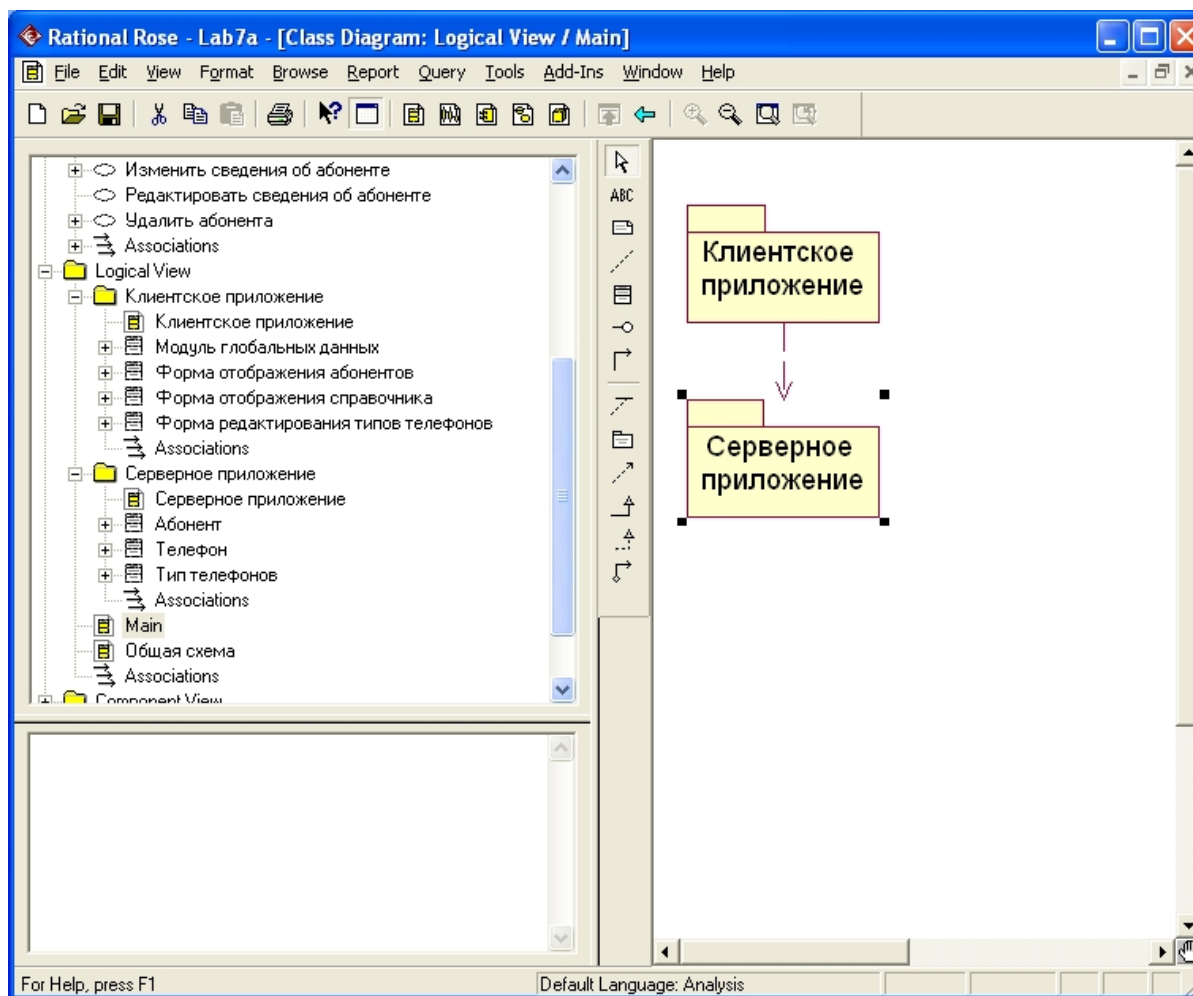 Rational Rose - Lab7a - [Class Diagram: Logical View / Main]
File Edit View Format Browse Report Query Tools Add-Ins Window Help
Изменить сведения об абоненте
Редактировать сведения об абоненте
Удалить абонента
Associations
Logical View
Клиентское приложение
Клиентское приложение
Модуль глобальных данных
Форма отображения абонентов
Форма отображения справочника
Форма редактирования типов телефонов
Associations
Серверное приложение
Серверное приложение
Абонент
Телефон
Тип телефонов
Associations
Main
Общая схема
Associations
Component View
ABC
Клиентское
приложение
Серверное
приложение
For Help, press F1
Default Language: Analysis